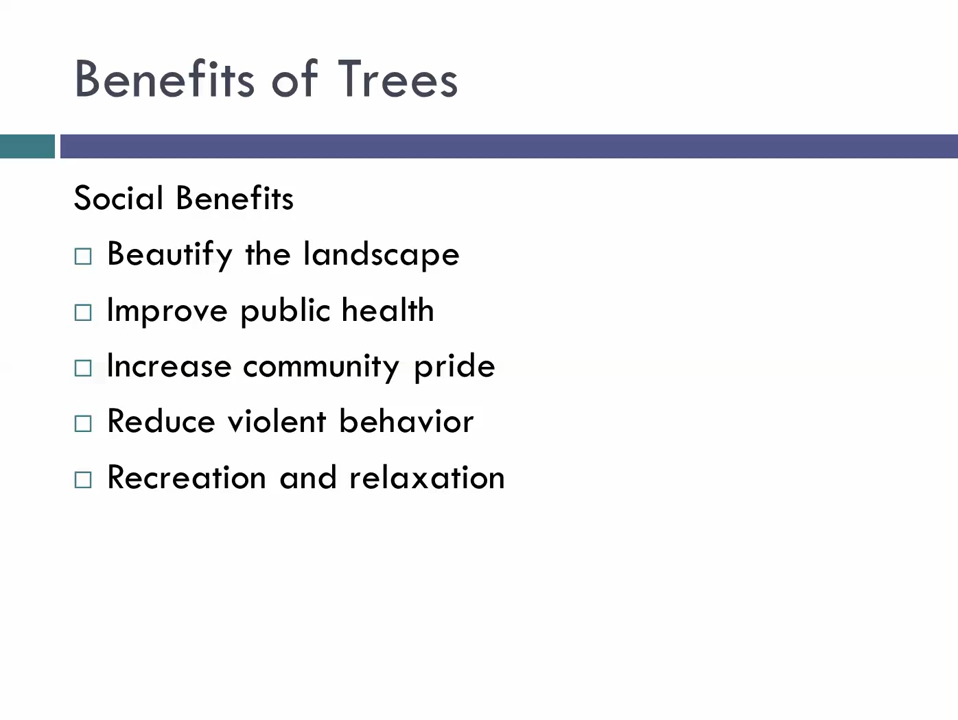 Benefits of Trees
Social Benefits
Beautify the landscape
Improve public health
Increase community pride
Reduce violent behavior
Recreation and relaxation